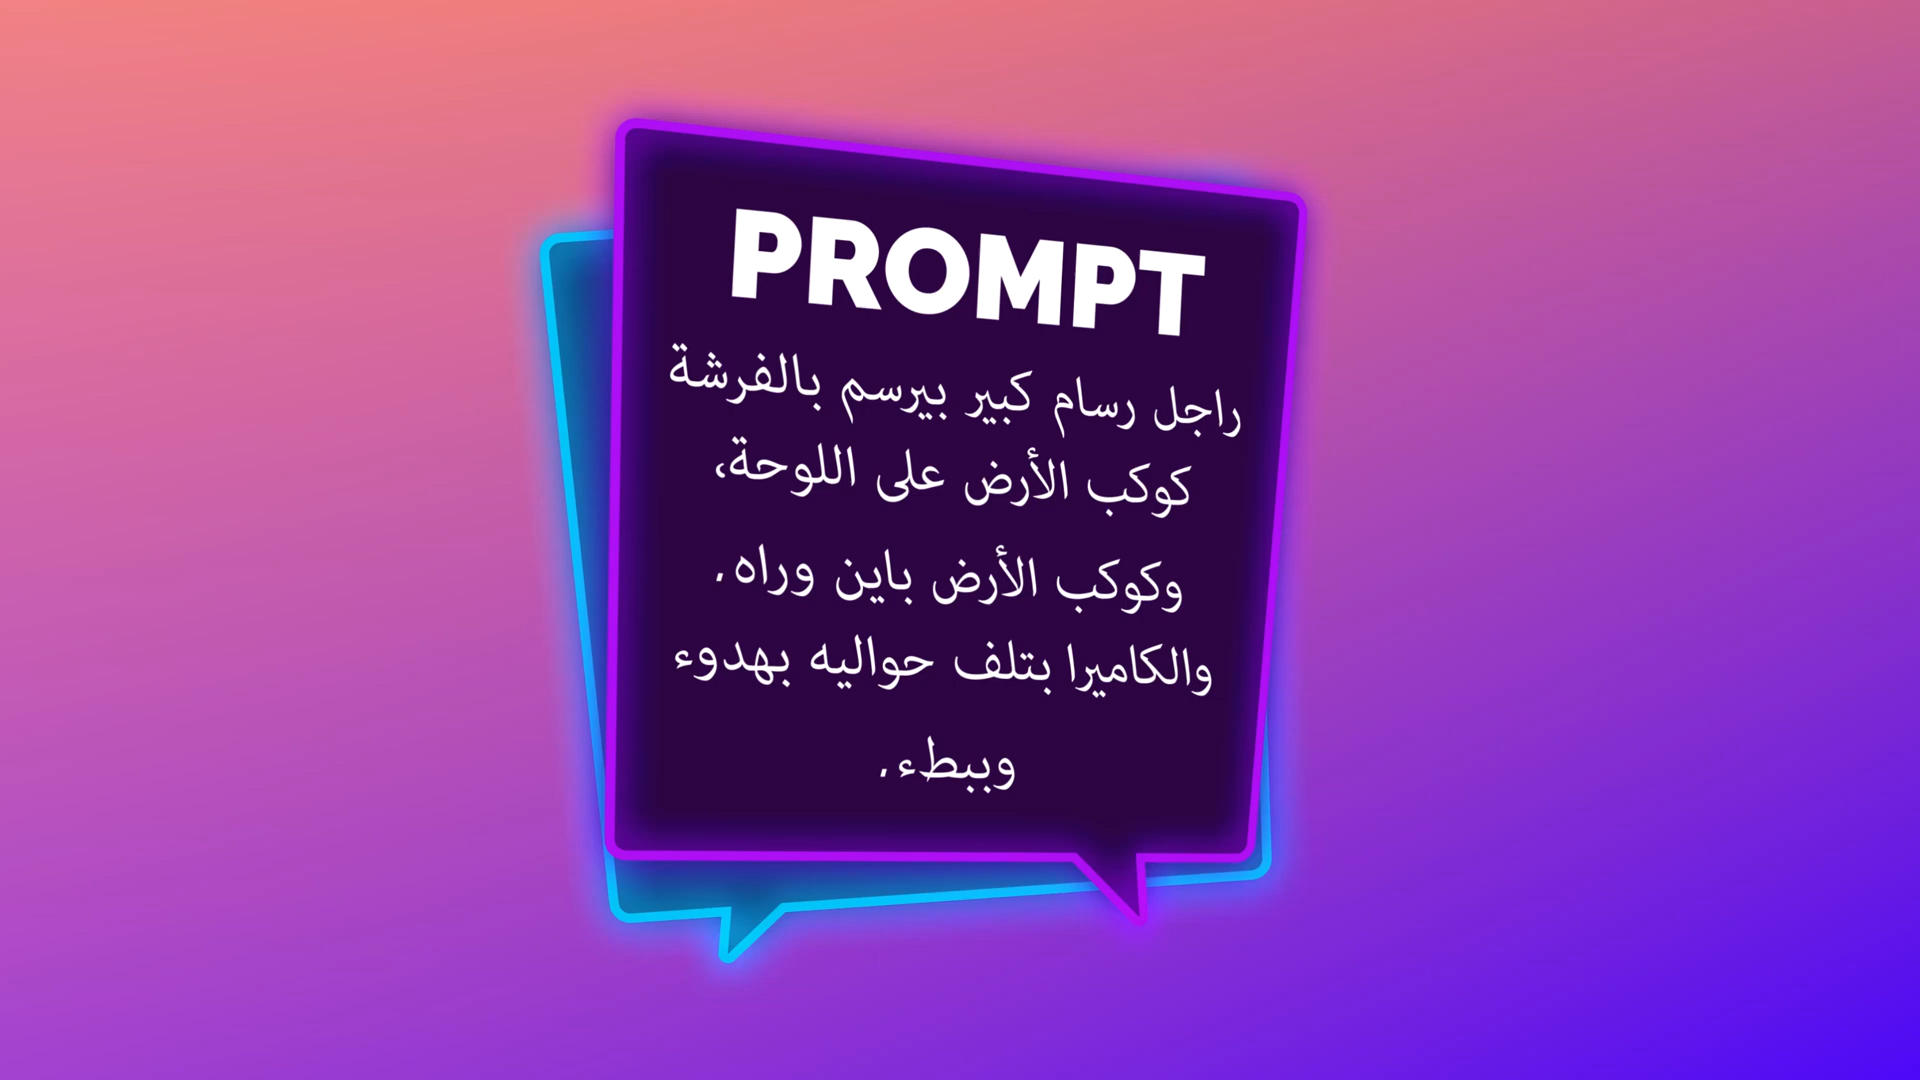 PROMPT
راجل رسام كبير بيرسم بالفرشة
كوكب الأرض على اللوحة،
وكوكب الأرض باين وراه.
والكاميرا بتلف حواليه بهدوء
وببطء.